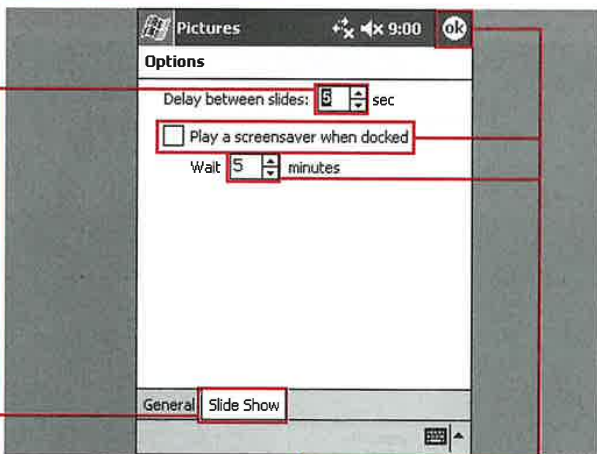 Pictures 9:00 ok
Options
Delay between slides: 5 sec
Play a screensaver when docked
Wait 5 minutes
General Slide Show